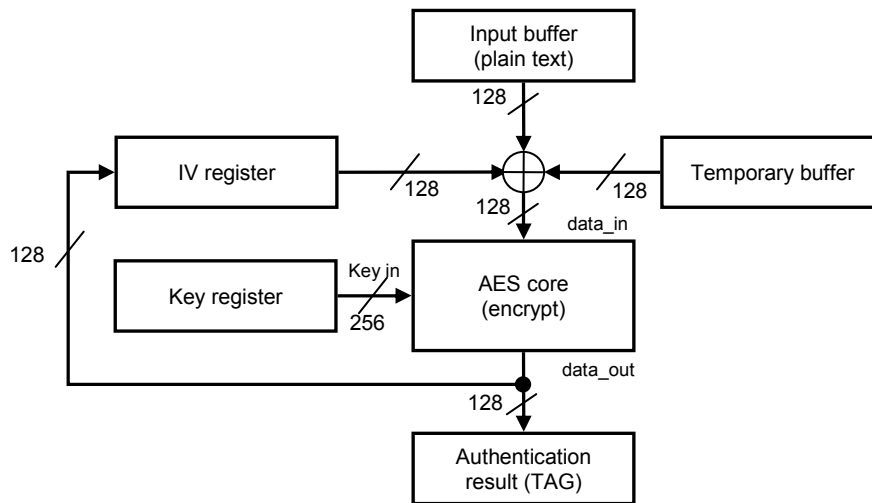 Input buffer
(plain text)
128
IV register
128
128
Temporary buffer
128
data_in
128
Key register
Key in
256
AES core
(encrypt)
data_out
128
Authentication
result (TAG)